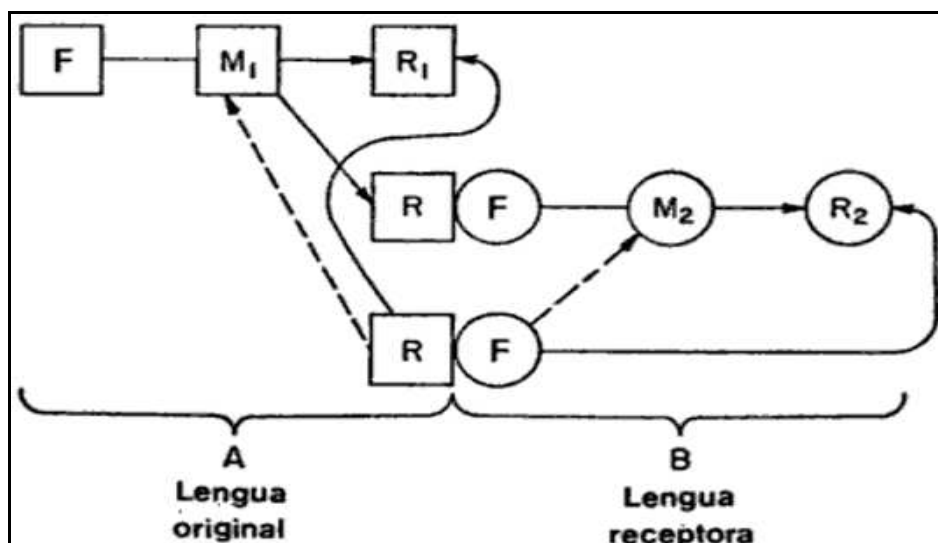 F M₁ R₁
R F M₂ R₂
R F
A
Lengua
original
B
Lengua
receptora